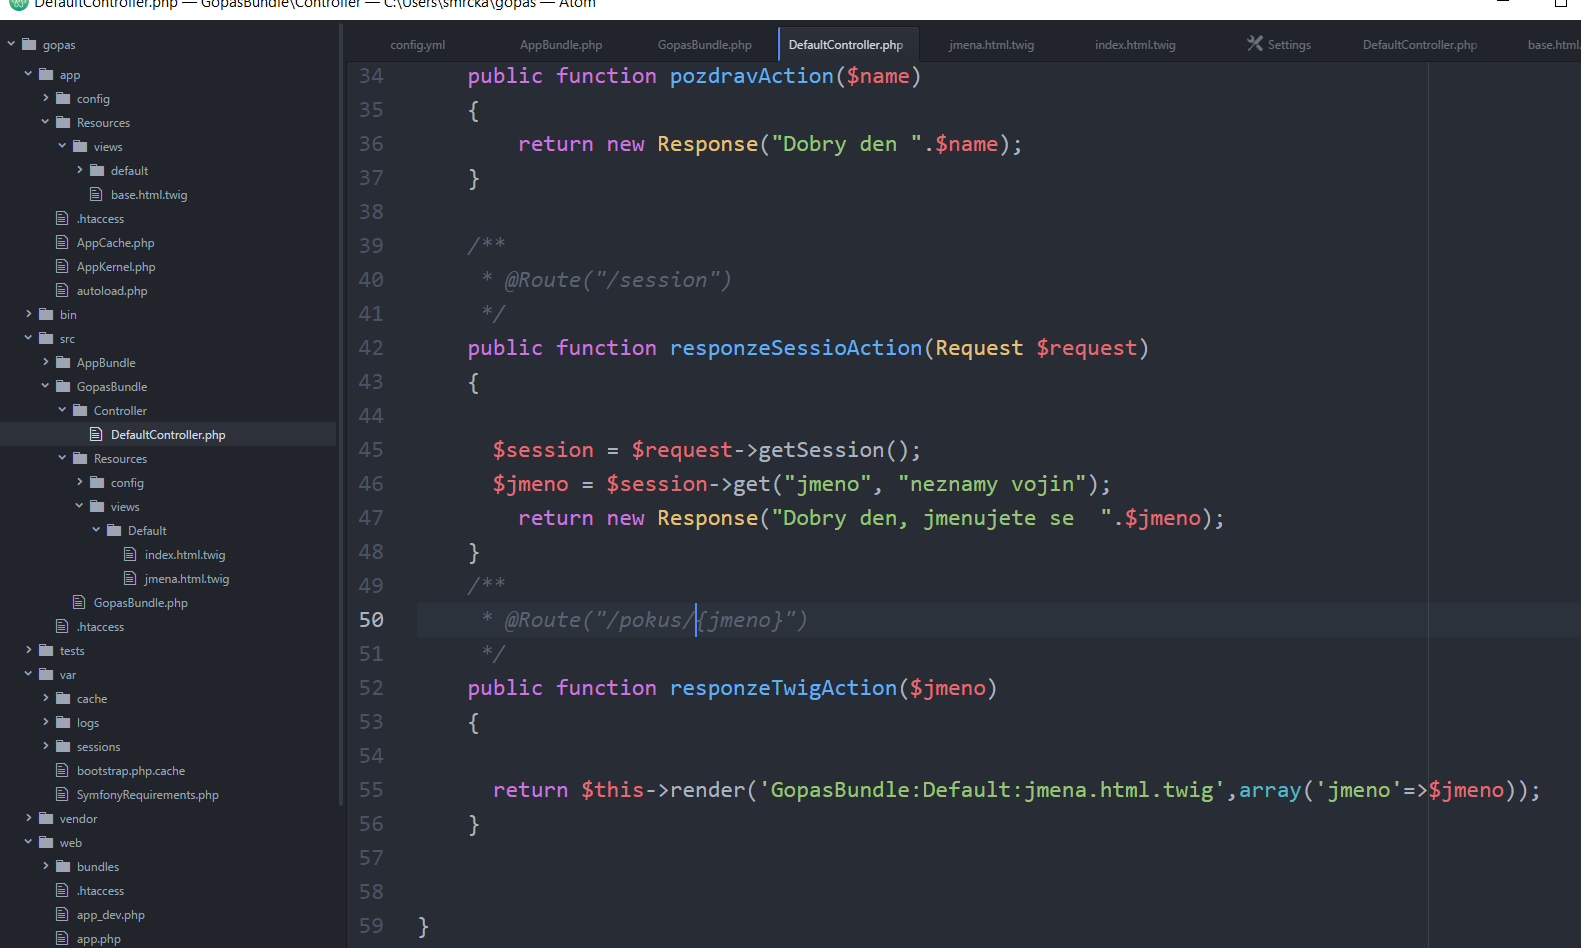 DefaultController.php — GopasBundle\Controller — C:\Users\smrcka\gopas — Atom
gopas
app
config
Resources
views
default
base.html.twig
.htaccess
AppCache.php
AppKernel.php
autoload.php
bin
src
AppBundle
GopasBundle
Controller
DefaultController.php
Resources
config
views
Default
index.html.twig
jmena.html.twig
GopasBundle.php
.htaccess
tests
var
cache
logs
sessions
bootstrap.php.cache
SymfonyRequirements.php
vendor
web
bundles
.htaccess
app_dev.php
app.php
config.yml AppBundle.php GopasBundle.php DefaultController.php jmena.html.twig index.html.twig Settings DefaultController.php base.html.
34 public function pozdravAction($name)
35 {
36 return new Response("Dobry den ".$name);
37 }
38
39 /**
40 * @Route("/session")
41 */
42 public function responzeSessioAction(Request $request)
43 {
44
45 $session = $request->getSession();
46 $jmeno = $session->get("jmeno", "neznamy vojin");
47 return new Response("Dobry den, jmenujete se  ".$jmeno);
48 }
49 /**
50 * @Route("/pokus/{jmeno}")
51 */
52 public function responzeTwigAction($jmeno)
53 {
54
55 return $this->render('GopasBundle:Default:jmena.html.twig',array('jmeno'=>$jmeno));
56 }
57
58
59 }